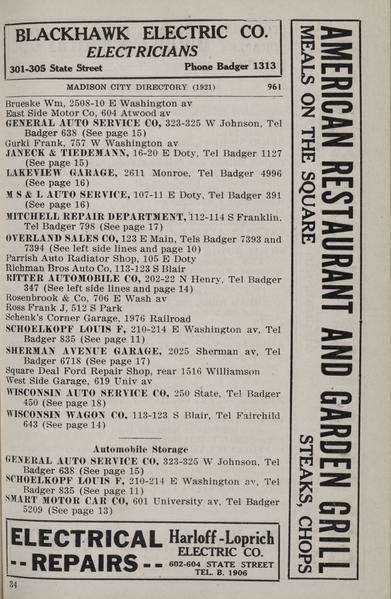 BLACKHAWK ELECTRIC CO.
ELECTRICIANS
301-305 State Street Phone Badger 1313
MADISON CITY DIRECTORY (1921) 961
Brueske Wm, 2508-10 E Washington av
East Side Motor Co, 604 Atwood av
GENERAL AUTO SERVICE CO, 323-325 W Johnson, Tel
Badger 638 (See page 15)
Gurki Frank, 757 W Washington av
JANECK & TIEDEMANN, 16-20 E Doty, Tel Badger 1127
(See page 15)
LAKEVIEW GARAGE, 2611 Monroe, Tel Badger 4996
(See page 16)
M S & L AUTO SERVICE, 107-11 E Doty, Tel Badger 391
(See page 16)
MITCHELL REPAIR DEPARTMENT, 112-114 S Franklin,
Tel Badger 798 (See page 17)
OVERLAND SALES CO, 123 E Main, Tels Badger 7393 and
7394 (See left side lines and page 10)
Parrish Auto Radiator Shop, 105 E Doty
Richman Bros Auto Co, 113-123 S Blair
RITTER AUTOMOBILE CO, 202-22 N Henry, Tel Badger
347 (See left side lines and page 14)
Rosenbrook & Co, 706 E Wash av
Ross Frank J, 512 S Park
Schenk's Corner Garage, 1976 Railroad
SCHOELKOPF LOUIS F, 210-214 E Washington av, Tel
Badger 835 (See page 11)
SHERMAN AVENUE GARAGE, 2025 Sherman av, Tel
Badger 6718 (See page 17)
Square Deal Ford Repair Shop, rear 1516 Williamson
West Side Garage, 619 Univ av
WISCONSIN AUTO SERVICE CO, 250 State, Tel Badger
450 (See page 18)
WISCONSIN WAGON CO, 113-123 S Blair, Tel Fairchild
643 (See page 14)
Automobile Storage
GENERAL AUTO SERVICE CO, 323-325 W Johnson, Tel
Badger 638 (See page 15)
SCHOELKOPF LOUIS F, 210-214 E Washington av, Tel
Badger 835 (See page 11)
SMART MOTOR CAR CO, 601 University av, Tel Badger
5209 (See page 13)
ELECTRICAL
-- REPAIRS --
Harloff-Loprich
ELECTRIC CO.
602-604 STATE STREET
TEL. B. 1906
34
AMERICAN RESTAURANT AND GARDEN GRILL
MEALS ON THE SQUARE STEAKS, CHOPS